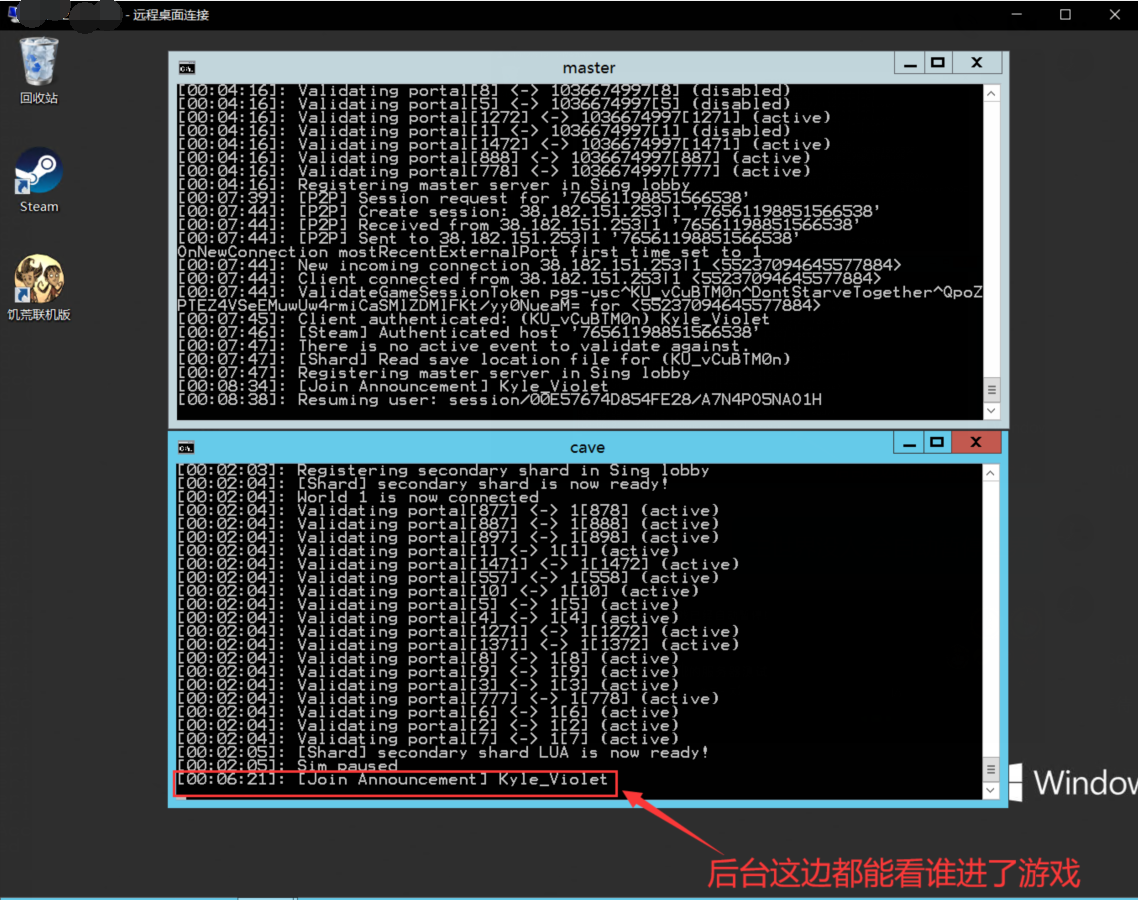 - 远程桌面连接
回收站
Steam
饥荒联机版
master
[00:04:16]: Validating portal[8] <-> 1036674997[8] (disabled)
[00:04:16]: Validating portal[5] <-> 1036674997[5] (disabled)
[00:04:16]: Validating portal[1272] <-> 1036674997[1271] (active)
[00:04:16]: Validating portal[1] <-> 1036674997[1] (disabled)
[00:04:16]: Validating portal[1472] <-> 1036674997[1471] (active)
[00:04:16]: Validating portal[888] <-> 1036674997[887] (active)
[00:04:16]: Validating portal[778] <-> 1036674997[777] (active)
[00:04:16]: Registering master server in Sing lobby
[00:07:39]: [P2P] Session request for '76561198851566538'
[00:07:44]: [P2P] Create session: 38.182.151.253|1 '76561198851566538'
[00:07:44]: [P2P] Received from 38.182.151.253|1 '76561198851566538'
[00:07:44]: [P2P] Sent to 38.182.151.253|1 '76561198851566538'
OnNewConnection mostRecentExternalPort first time set to 1
[00:07:44]: New incoming connection 38.182.151.253|1 <552370946455577884>
[00:07:44]: Client connected from 38.182.151.253|1 <552370946455577884>
[00:07:44]: ValidateGameSessionToken pgs-usc^KU_vCuBTM0n^DontStarveTogether^QpoZ
PTEZ4VSeEMuwUw4rmiCaSMlZDMlFKt/yy0NueaM= for <552370946455577884>
[00:07:45]: Client authenticated: (KU_vCuBTM0n) Kyle_Violet
[00:07:46]: [Steam] Authenticated host '76561198851566538'
[00:07:47]: There is no active event to validate against.
[00:07:47]: [Shard] Read save location file for (KU_vCuBTM0n)
[00:07:47]: Registering master server in Sing lobby
[00:08:34]: [Join Announcement] Kyle_Violet
[00:08:38]: Resuming user: session/00E57674D854FE28/A7N4P05NA01H
cave
[00:02:03]: Registering secondary shard in Sing lobby
[00:02:04]: [Shard] secondary shard is now ready!
[00:02:04]: World 1 is now connected
[00:02:04]: Validating portal[877] <-> 1[878] (active)
[00:02:04]: Validating portal[887] <-> 1[888] (active)
[00:02:04]: Validating portal[897] <-> 1[898] (active)
[00:02:04]: Validating portal[1] <-> 1[1] (active)
[00:02:04]: Validating portal[1471] <-> 1[1472] (active)
[00:02:04]: Validating portal[557] <-> 1[558] (active)
[00:02:04]: Validating portal[10] <-> 1[10] (active)
[00:02:04]: Validating portal[5] <-> 1[5] (active)
[00:02:04]: Validating portal[4] <-> 1[4] (active)
[00:02:04]: Validating portal[1271] <-> 1[1272] (active)
[00:02:04]: Validating portal[1371] <-> 1[1372] (active)
[00:02:04]: Validating portal[8] <-> 1[8] (active)
[00:02:04]: Validating portal[9] <-> 1[9] (active)
[00:02:04]: Validating portal[3] <-> 1[3] (active)
[00:02:04]: Validating portal[777] <-> 1[778] (active)
[00:02:04]: Validating portal[6] <-> 1[6] (active)
[00:02:04]: Validating portal[2] <-> 1[2] (active)
[00:02:04]: Validating portal[7] <-> 1[7] (active)
[00:02:05]: [Shard] secondary shard LUA is now ready!
[00:02:05]: Sim paused
[00:06:21]: [Join Announcement] Kyle_Violet
Window
后台这边都能看谁进了游戏